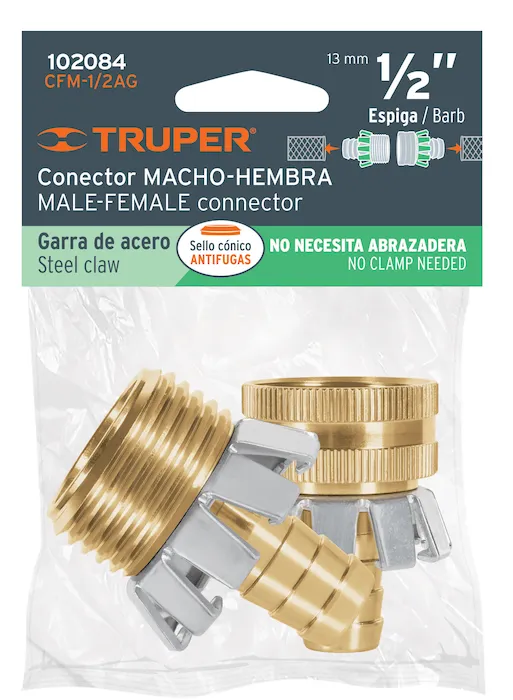 102084
CFM-1/2AG
13 mm 1/2"
Espiga / Barb
TRUPER®
Conector MACHO-HEMBRA
MALE-FEMALE connector
Garra de acero
Steel claw
Sello cónico
ANTIFUGAS
NO NECESITA ABRAZADERA
NO CLAMP NEEDED